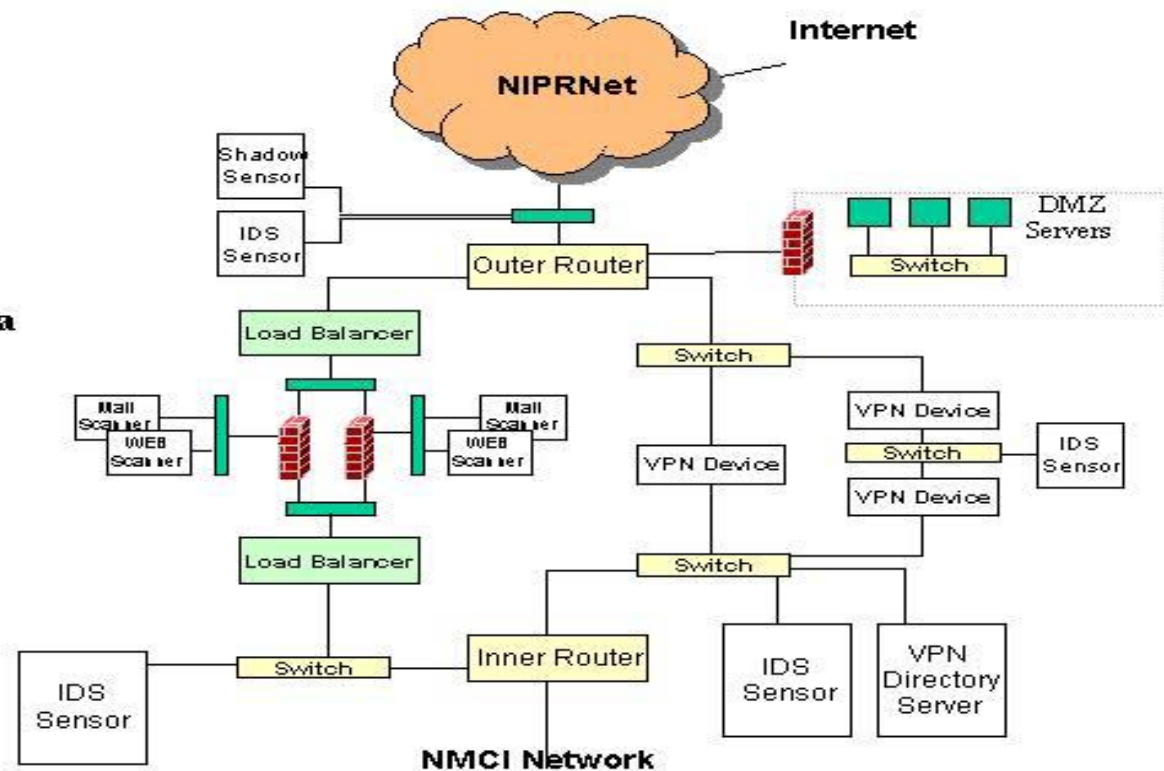 Internet
NIPRNet
Shadow
Sensor
IDS
Sensor
DMZ
Servers
Switch
Outer Router
a
Load Balancer
Switch
Mail
Scanner
WEB
Scanner
Mail
Scanner
WEB
Scanner
VPN Device
VPN Device
Switch
IDS
Sensor
VPN Device
Load Balancer
Switch
Switch
Inner Router
IDS
Sensor
IDS
Sensor
VPN
Directory
Server
NMCI Network